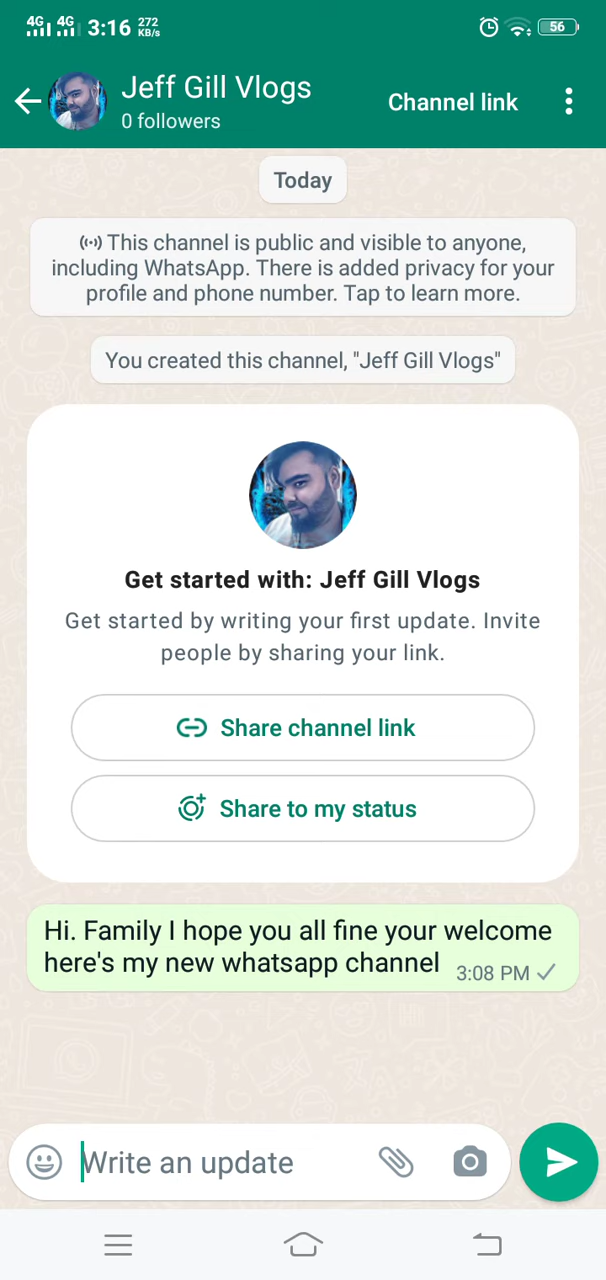 4G 4G 3:16 272 KB/s 56
Jeff Gill Vlogs
0 followers
Channel link
Today
This channel is public and visible to anyone,
including WhatsApp. There is added privacy for your
profile and phone number. Tap to learn more.
You created this channel, "Jeff Gill Vlogs"
Get started with: Jeff Gill Vlogs
Get started by writing your first update. Invite
people by sharing your link.
Share channel link
Share to my status
Hi. Family I hope you all fine your welcome
here's my new whatsapp channel 3:08 PM
Write an update